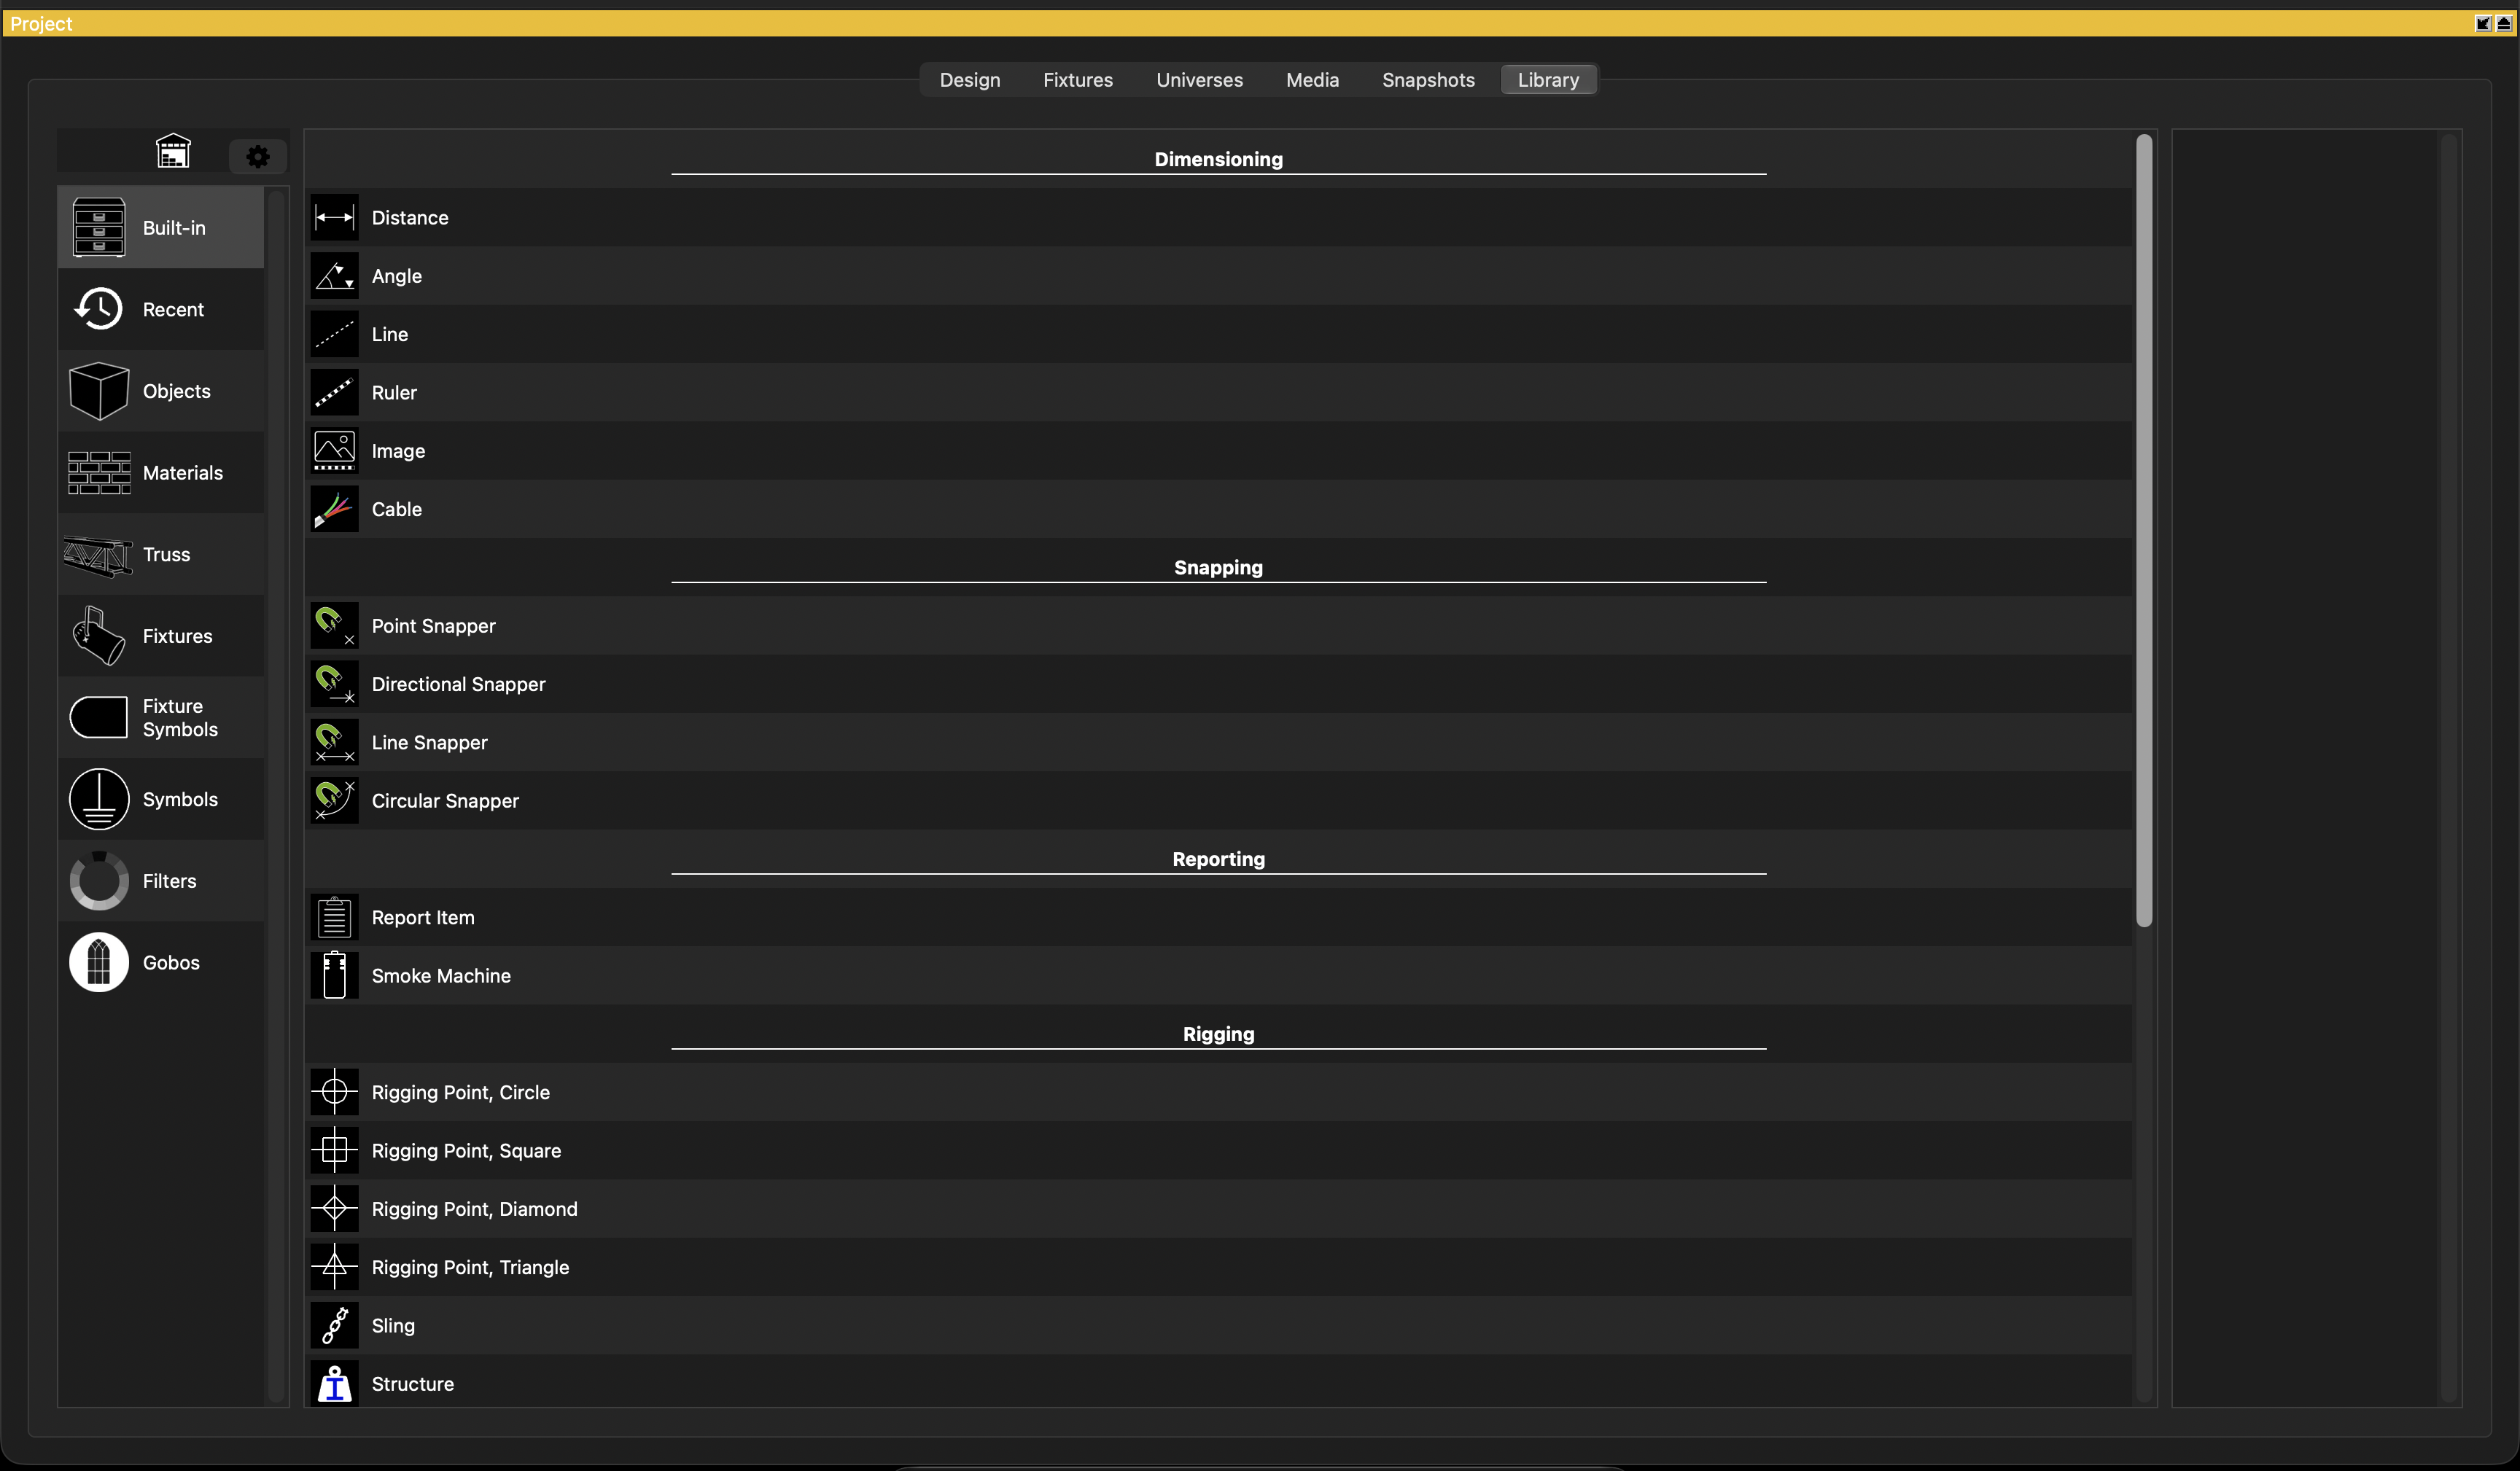 Project
Design
Fixtures
Universes
Media
Snapshots
Library
Built-in
Recent
Objects
Materials
Truss
Fixtures
Fixture
Symbols
Symbols
Filters
Gobos
Dimensioning
Distance
Angle
Line
Ruler
Image
Cable
Snapping
Point Snapper
Directional Snapper
Line Snapper
Circular Snapper
Reporting
Report Item
Smoke Machine
Rigging
Rigging Point, Circle
Rigging Point, Square
Rigging Point, Diamond
Rigging Point, Triangle
Sling
Structure